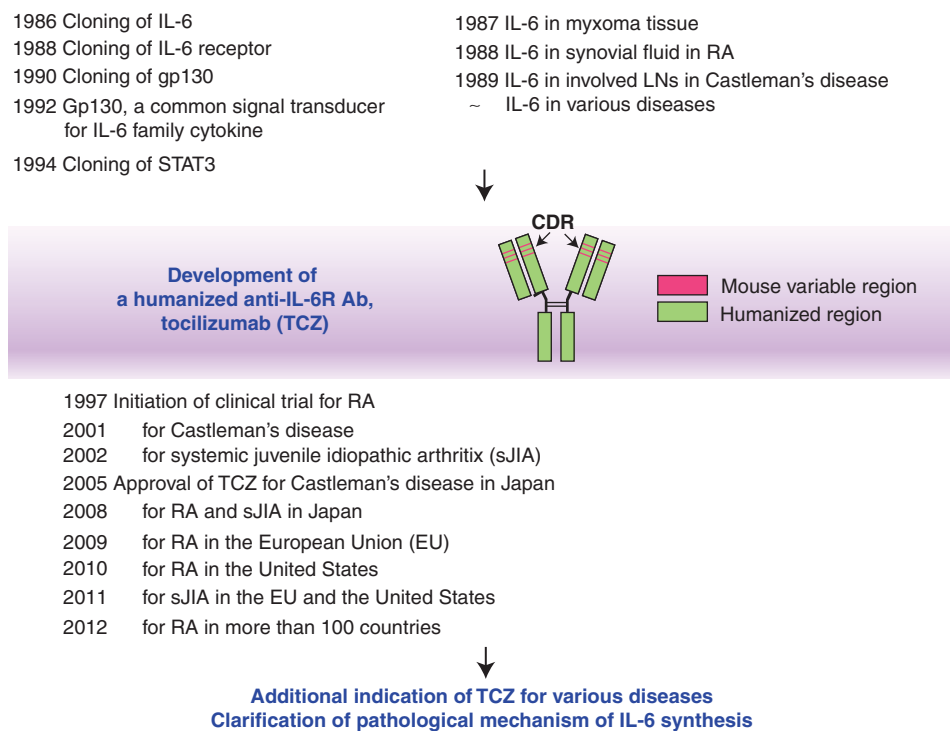 1986 Cloning of IL-6
1988 Cloning of IL-6 receptor
1990 Cloning of gp130
1992 Gp130, a common signal transducer
for IL-6 family cytokine
1994 Cloning of STAT3
1987 IL-6 in myxoma tissue
1988 IL-6 in synovial fluid in RA
1989 IL-6 in involved LNs in Castleman's disease
~ IL-6 in various diseases
Development of
a humanized anti-IL-6R Ab,
tocilizumab (TCZ)
CDR
Mouse variable region
Humanized region
1997 Initiation of clinical trial for RA
2001 for Castleman's disease
2002 for systemic juvenile idiopathic arthritix (sJIA)
2005 Approval of TCZ for Castleman's disease in Japan
2008 for RA and sJIA in Japan
2009 for RA in the European Union (EU)
2010 for RA in the United States
2011 for sJIA in the EU and the United States
2012 for RA in more than 100 countries
Additional indication of TCZ for various diseases
Clarification of pathological mechanism of IL-6 synthesis